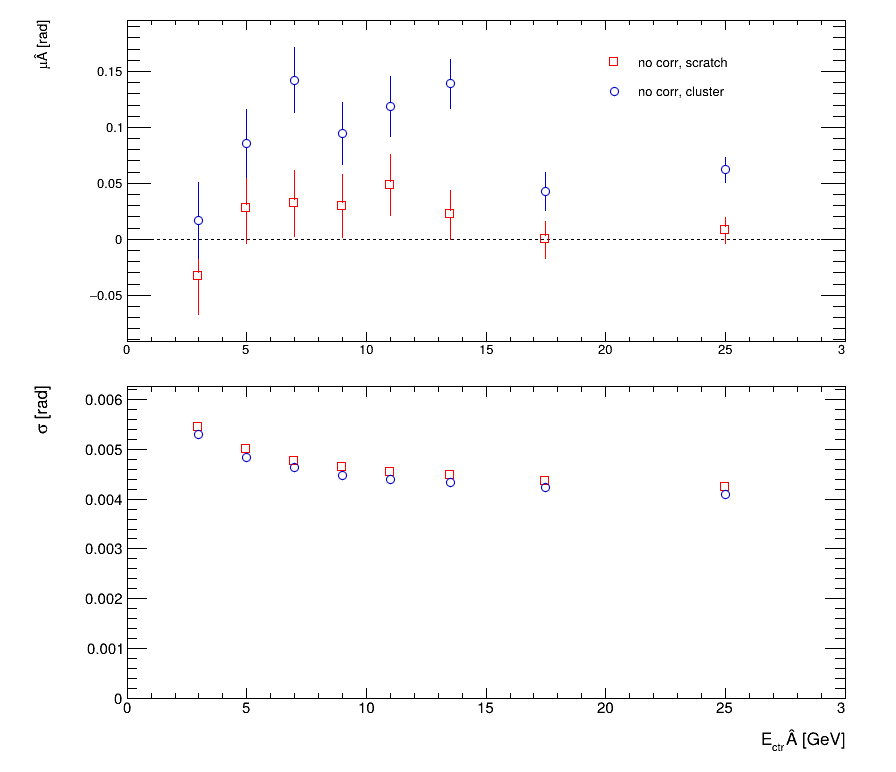 μÂ [rad]
0.15
0.1
0.05
0
−0.05
no corr, scratch
no corr, cluster
0 5 10 15 20 25 3
σ [rad]
0.006
0.005
0.004
0.003
0.002
0.001
0
0 5 10 15 20 25 3
E_ctr Â [GeV]